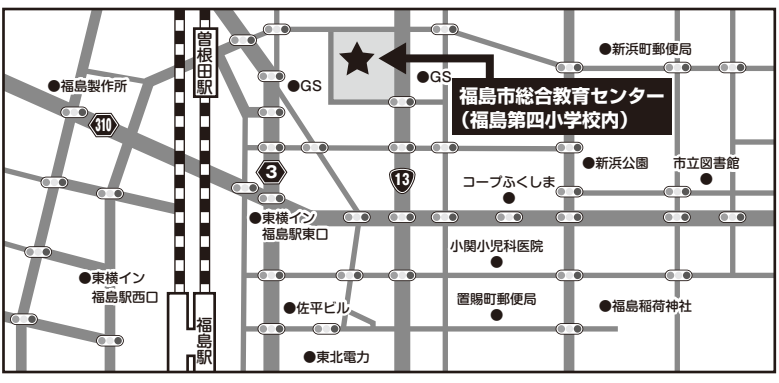 曽根田駅
新浜町郵便局
福島製作所
GS
GS
福島市総合教育センター
(福島第四小学校内)
310
3
13
新浜公園
市立図書館
コープふくしま
東横イン
福島駅東口
小関小児科医院
東横イン
福島駅西口
佐平ビル
置賜町郵便局
福島稲荷神社
福島駅
東北電力